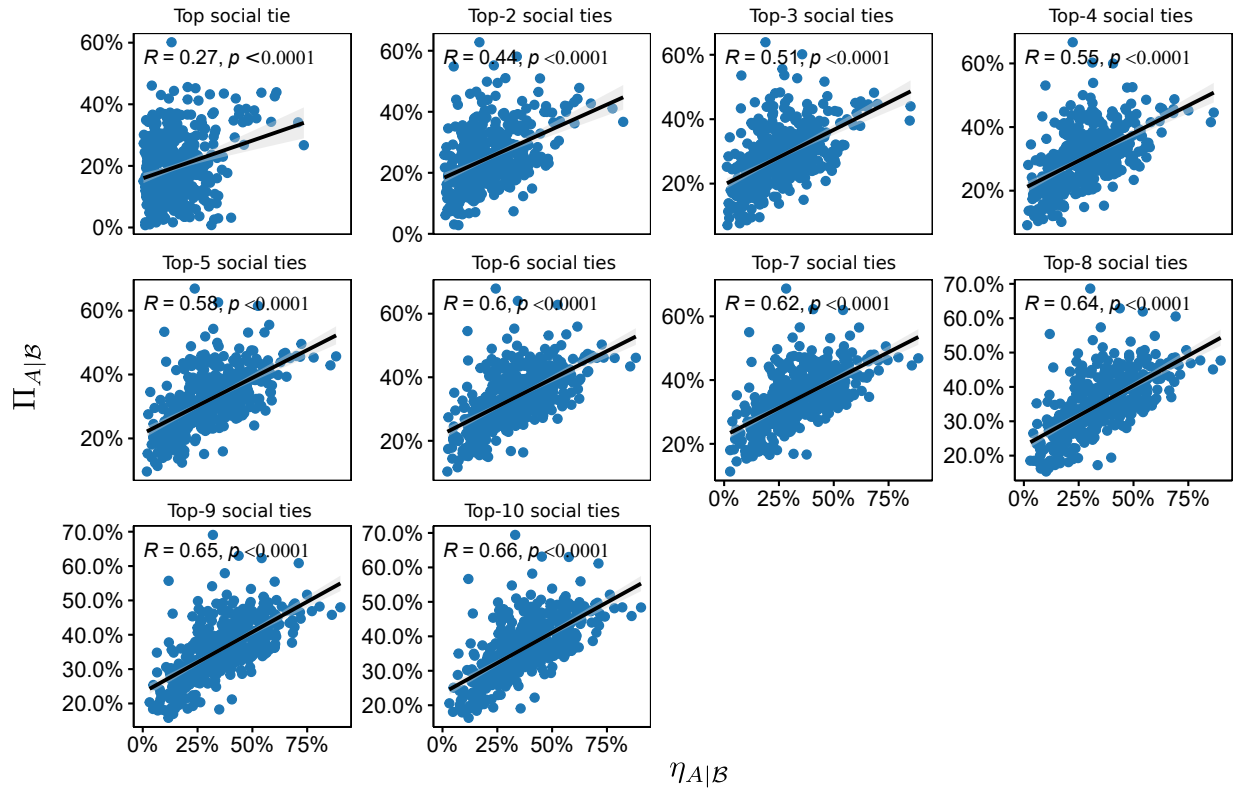 Top social tie
Top-2 social ties
Top-3 social ties
Top-4 social ties
60%
40%
20%
0%
R = 0.27, p <0.0001
60%
40%
20%
0%
R = 0.44, p <0.0001
60%
40%
20%
R = 0.51, p <0.0001
60%
40%
20%
R = 0.55, p <0.0001
Top-5 social ties
Top-6 social ties
Top-7 social ties
Top-8 social ties
60%
40%
20%
R = 0.58, p <0.0001
60%
40%
20%
R = 0.6, p <0.0001
60%
40%
20%
R = 0.62, p <0.0001
70.0%
60.0%
50.0%
40.0%
30.0%
20.0%
R = 0.64, p <0.0001
0% 25% 50% 75%
0% 25% 50% 75%
Π_{A|ℬ}
Top-9 social ties
Top-10 social ties
70.0%
60.0%
50.0%
40.0%
30.0%
20.0%
R = 0.65, p <0.0001
70.0%
60.0%
50.0%
40.0%
30.0%
20.0%
R = 0.66, p <0.0001
0% 25% 50% 75%
0% 25% 50% 75%
η_{A|ℬ}